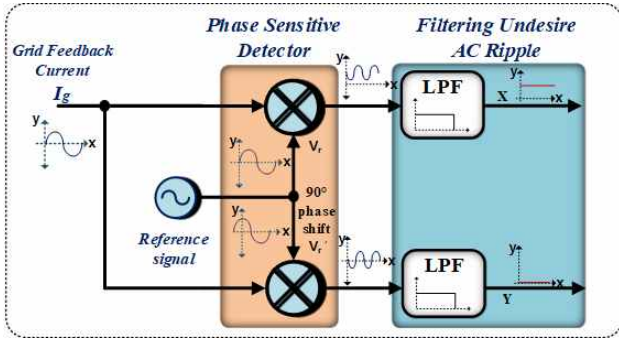 Phase Sensitive
Detector
Filtering Undesire
AC Ripple
Grid Feedback
Current
Ig
y
x
y
x
y
x
LPF
X
y
x
Vr
y
x
90°
phase
shift
Reference
signal
y
x
Vr´
y
x
LPF
Y
y
x